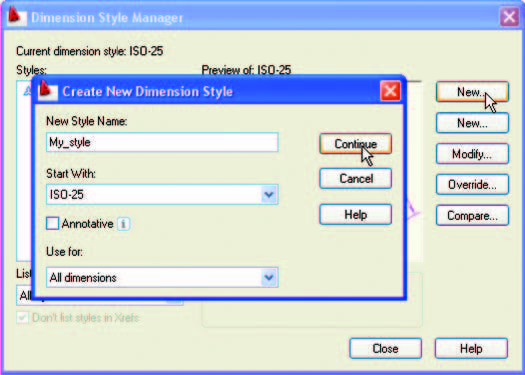 Dimension Style Manager
Current dimension style: ISO-25
Styles:
Preview of: ISO-25
New...
New...
Modify...
Override...
Compare...
Create New Dimension Style
New Style Name:
My_style
Continue
Start With:
Cancel
ISO-25
Help
Annotative
Use for:
All dimensions
List
All
Don't list styles in Xrefs
Close
Help